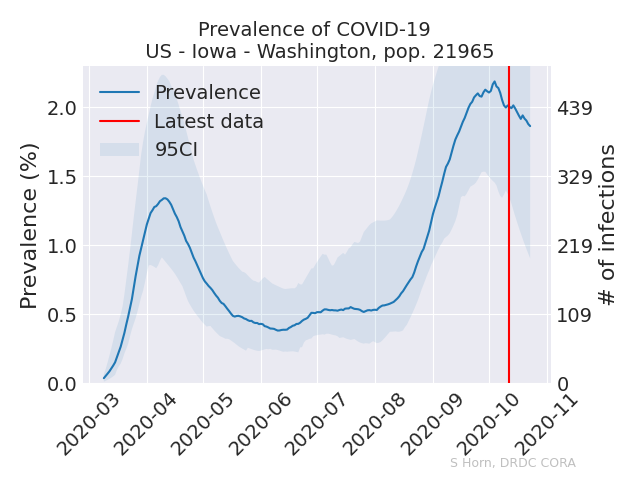 Prevalence of COVID-19
US - Iowa - Washington, pop. 21965
Prevalence
Latest data
95CI
Prevalence (%)
2.0
1.5
1.0
0.5
0.0
439
329
219
109
0
# of Infections
2020-03
2020-04
2020-05
2020-06
2020-07
2020-08
2020-09
2020-10
2020-11
S Horn, DRDC CORA